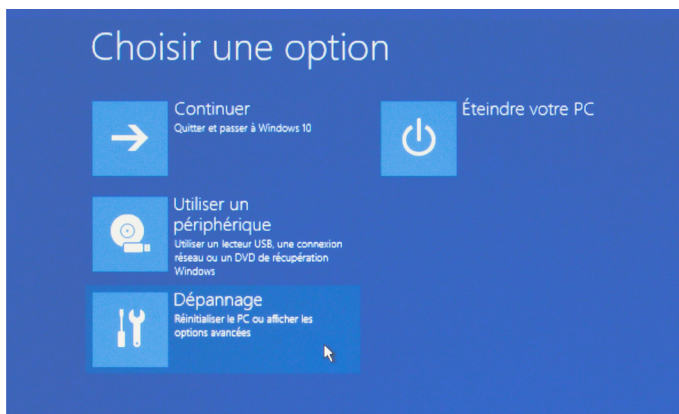 Choisir une option
Continuer
Quitter et passer à Windows 10
Utiliser un
périphérique
Utiliser un lecteur USB, une connexion
réseau ou un DVD de récupération
Windows
Dépannage
Réinitialiser le PC ou afficher les
options avancées
Éteindre votre PC